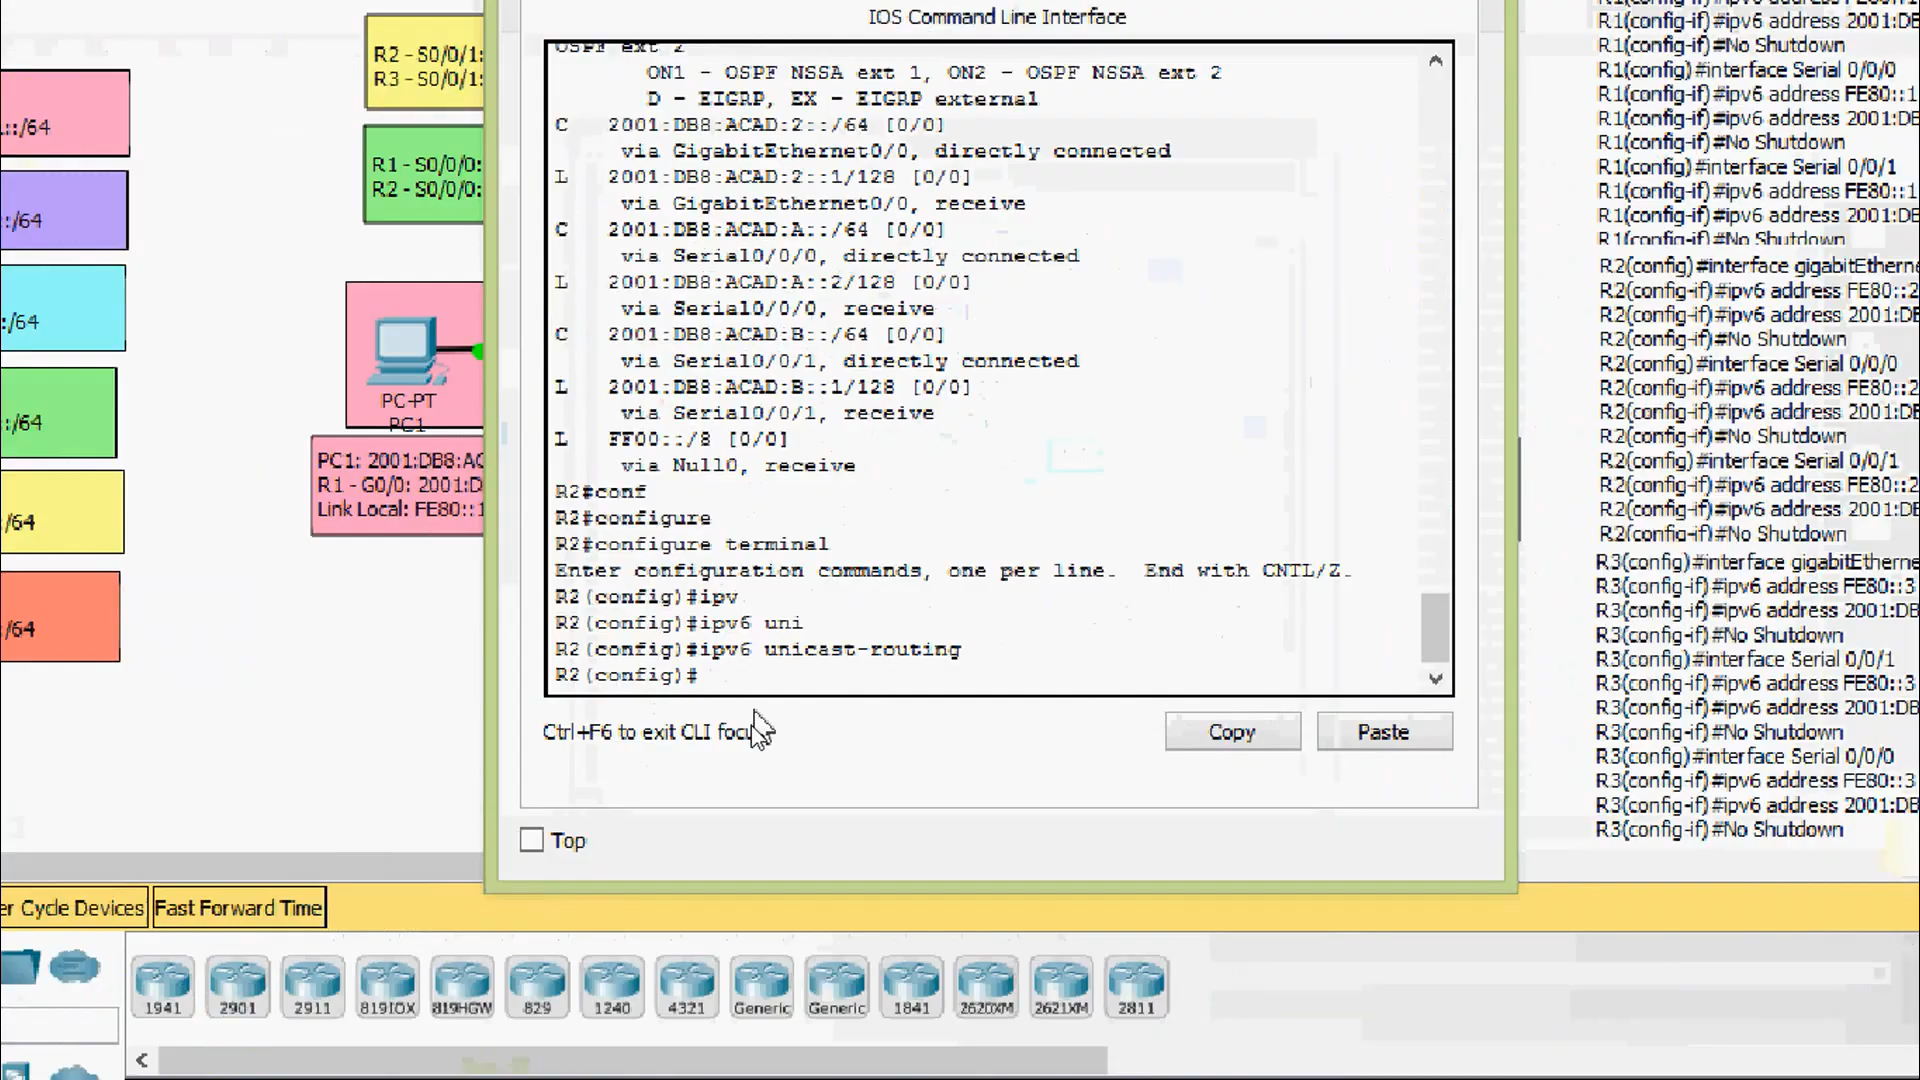 IOS Command Line Interface
OSPF ext 2
ON1 - OSPF NSSA ext 1, ON2 - OSPF NSSA ext 2
D - EIGRP, EX - EIGRP external
C 2001:DB8:ACAD:2::/64 [0/0]
via GigabitEthernet0/0, directly connected
L 2001:DB8:ACAD:2::1/128 [0/0]
via GigabitEthernet0/0, receive
C 2001:DB8:ACAD:A::/64 [0/0]
via Serial0/0/0, directly connected
L 2001:DB8:ACAD:A::2/128 [0/0]
via Serial0/0/0, receive
C 2001:DB8:ACAD:B::/64 [0/0]
via Serial0/0/1, directly connected
L 2001:DB8:ACAD:B::1/128 [0/0]
via Serial0/0/1, receive
L FF00::/8 [0/0]
via Null0, receive
R2#conf
R2#configure
R2#configure terminal
Enter configuration commands, one per line. End with CNTL/Z.
R2(config)#ipv
R2(config)#ipv6 uni
R2(config)#ipv6 unicast-routing
R2(config)#
Ctrl+F6 to exit CLI
Copy
Paste
Top
R2 - S0/0/1:
R3 - S0/0/1:
R1 - S0/0/0:
R2 - S0/0/0:
.::/64
:/64
:/64
::/64
:/64
:/64
PC-PT
PC1
PC1: 2001:DB8:AC
R1 - G0/0: 2001:D
Link Local: FE80::1
R1(config-if)#ipv6 address 2001:DB
R1(config-if)#No Shutdown
R1(config)#interface Serial 0/0/0
R1(config-if)#ipv6 address FE80::1
R1(config-if)#ipv6 address 2001:DB
R1(config-if)#No Shutdown
R1(config-if)#interface Serial 0/0/1
R1(config-if)#ipv6 address FE80::1
R1(config-if)#ipv6 address 2001:DB
R1(config-if)#No Shutdown
R2(config)#interface gigabitEtherne
R2(config-if)#ipv6 address FE80::2
R2(config-if)#ipv6 address 2001:DB
R2(config-if)#No Shutdown
R2(config)#interface Serial 0/0/0
R2(config-if)#ipv6 address FE80::2
R2(config-if)#ipv6 address 2001:DB
R2(config-if)#No Shutdown
R2(config)#interface Serial 0/0/1
R2(config-if)#ipv6 address FE80::2
R2(config-if)#ipv6 address 2001:DB
R2(config-if)#No Shutdown
R3(config)#interface gigabitEtherne
R3(config-if)#ipv6 address FE80::3
R3(config-if)#ipv6 address 2001:DB
R3(config-if)#No Shutdown
R3(config)#interface Serial 0/0/1
R3(config-if)#ipv6 address FE80::3
R3(config-if)#ipv6 address 2001:DB
R3(config-if)#No Shutdown
R3(config-if)#interface Serial 0/0/0
R3(config-if)#ipv6 address FE80::3
R3(config-if)#ipv6 address 2001:DB
R3(config-if)#No Shutdown
er Cycle Devices
Fast Forward Time
1941
2901
2911
819IOX
819HGW
829
1240
4321
Generic
Generic
1841
2620XM
2621XM
2811